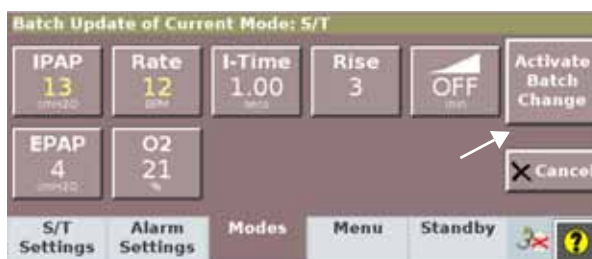 Batch Update of Current Mode: S/T
IPAP
13
cmH2O
Rate
12
BPM
I-Time
1.00
secs
Rise
3
OFF
min
Activate
Batch
Change
EPAP
4
cmH2O
O2
21
%
Cancel
S/T
Settings
Alarm
Settings
Modes
Menu
Standby
?